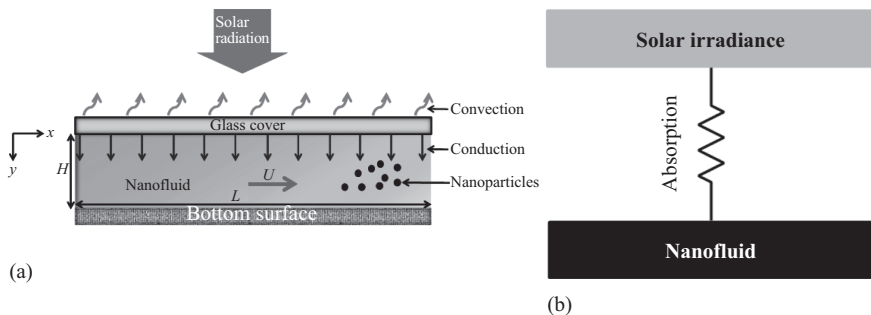 Solar
radiation
Convection
Glass cover
x
y
H
Conduction
Nanofluid
U
Nanoparticles
L
Bottom surface
(a)
Solar irradiance
Absorption
Nanofluid
(b)